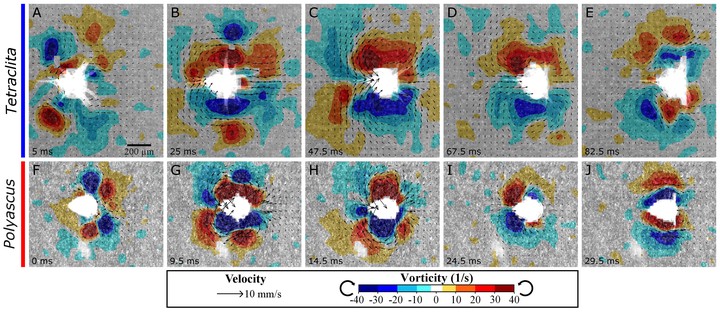 Tetraclita
A
B
C
D
E
5 ms
200 µm
25 ms
47.5 ms
67.5 ms
82.5 ms
Polyascus
F
G
H
I
J
0 ms
9.5 ms
14.5 ms
24.5 ms
29.5 ms
Velocity
10 mm/s
Vorticity (1/s)
-40 -30 -20 -10 0 10 20 30 40